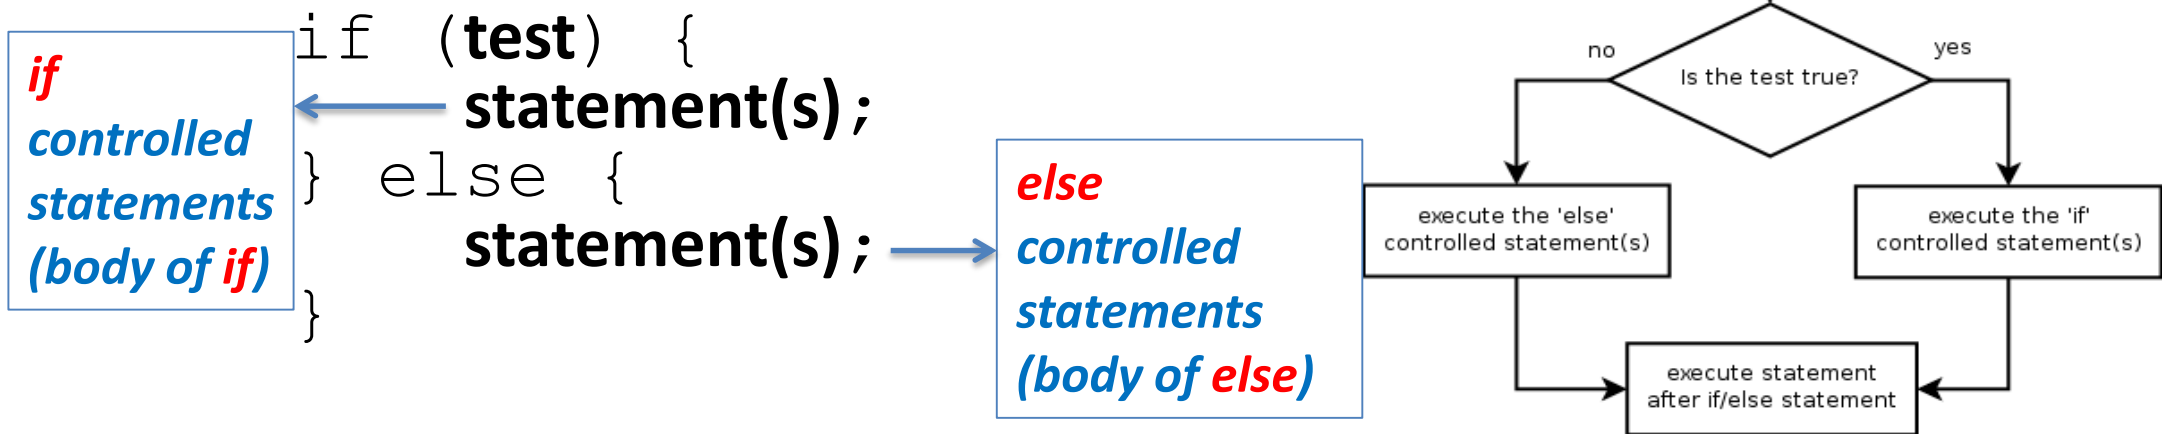 if (test) {
statement(s);
} else {
statement(s);
}
if
controlled
statements
(body of if)
else
controlled
statements
(body of else)
Is the test true?
no
yes
execute the 'else'
controlled statement(s)
execute the 'if'
controlled statement(s)
execute statement
after if/else statement